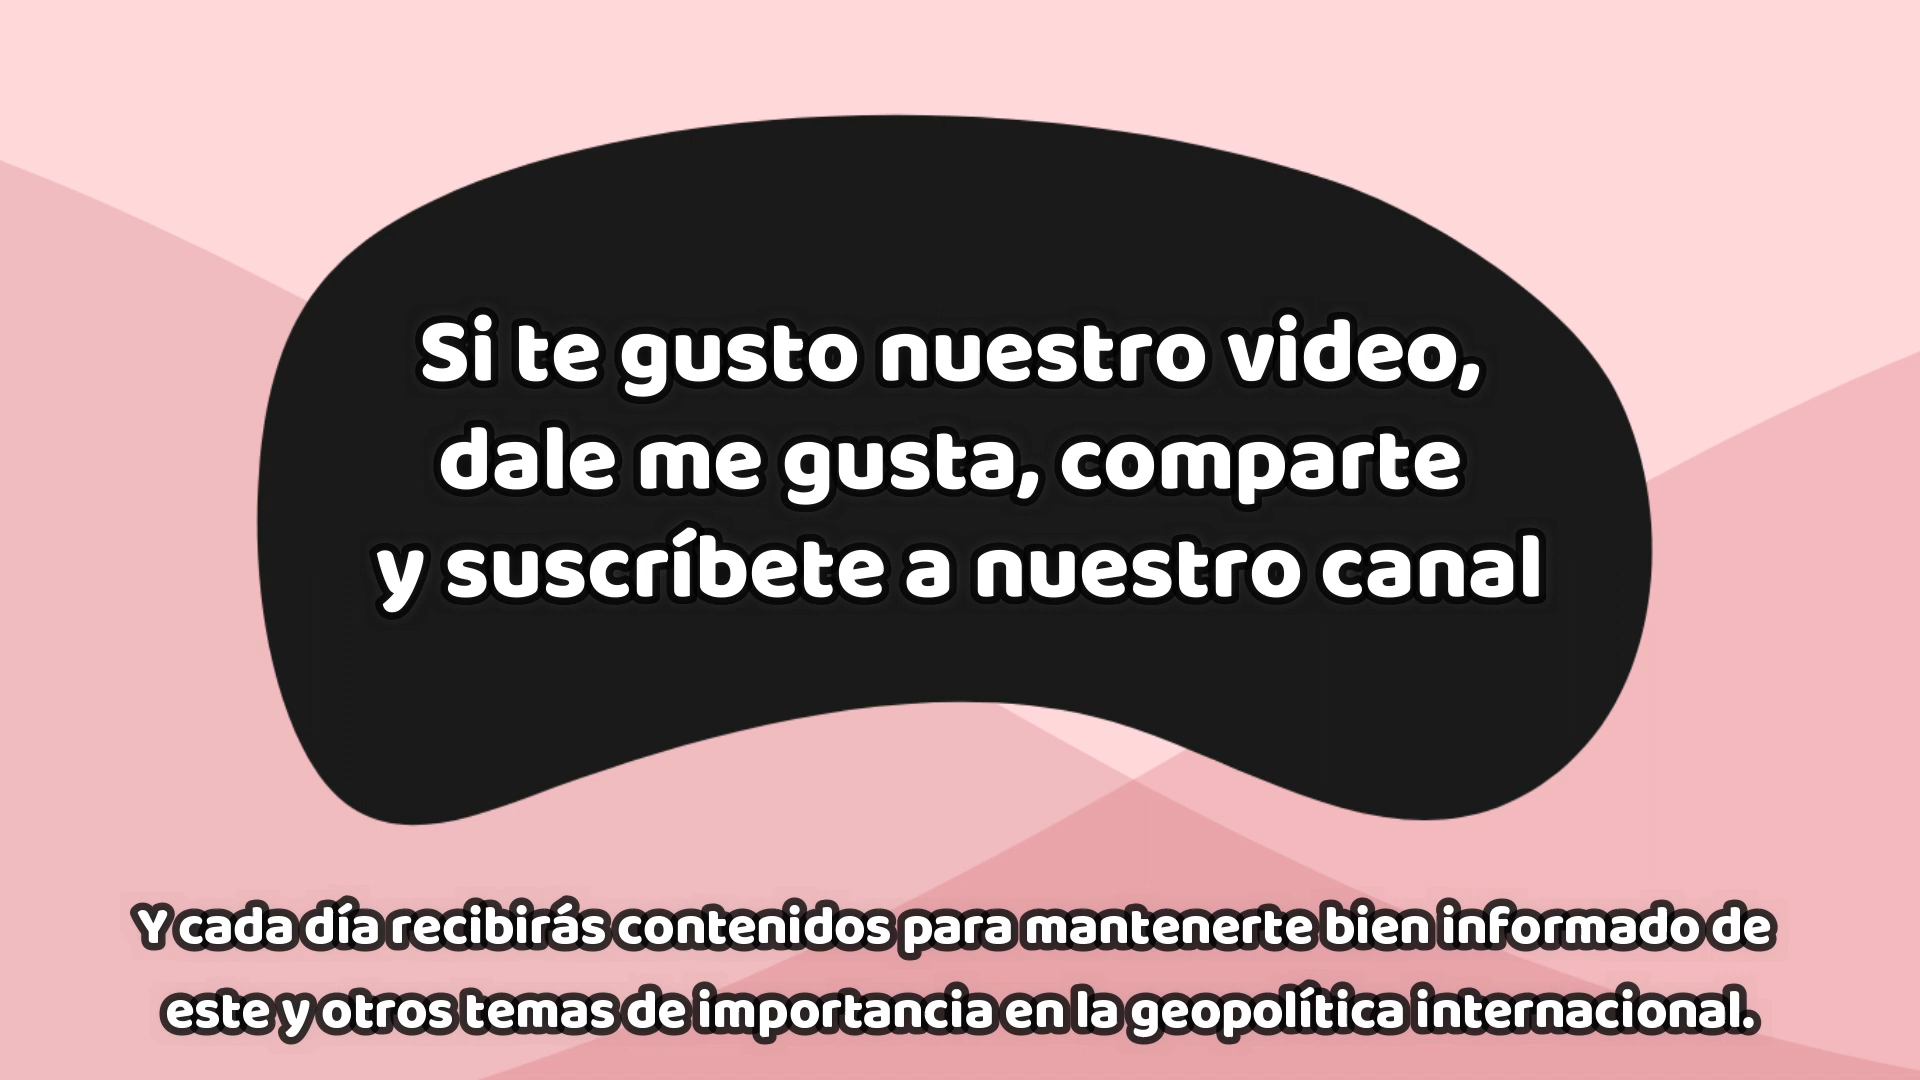 Si te gusto nuestro video,
dale me gusta, comparte
y suscríbete a nuestro canal
Y cada día recibirás contenidos para mantenerte bien informado de
este y otros temas de importancia en la geopolítica internacional.